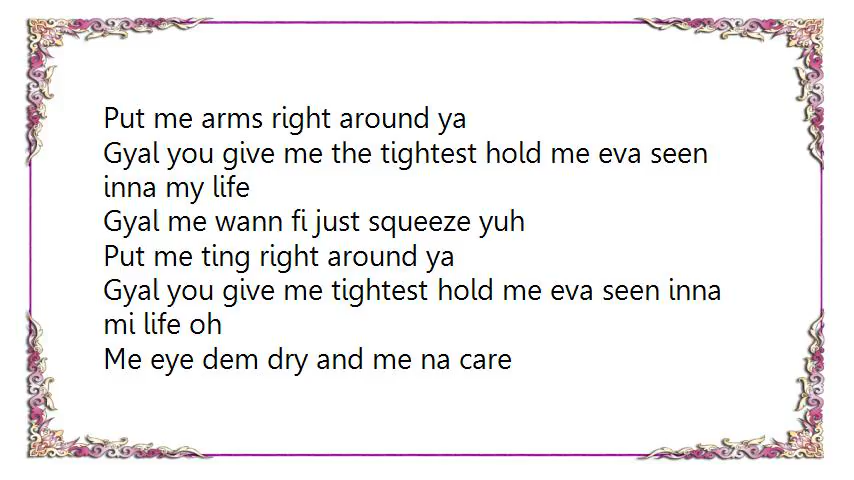 Put me arms right around ya
Gyal you give me the tightest hold me eva seen
inna my life
Gyal me wann fi just squeeze yuh
Put me ting right around ya
Gyal you give me tightest hold me eva seen inna
mi life oh
Me eye dem dry and me na care